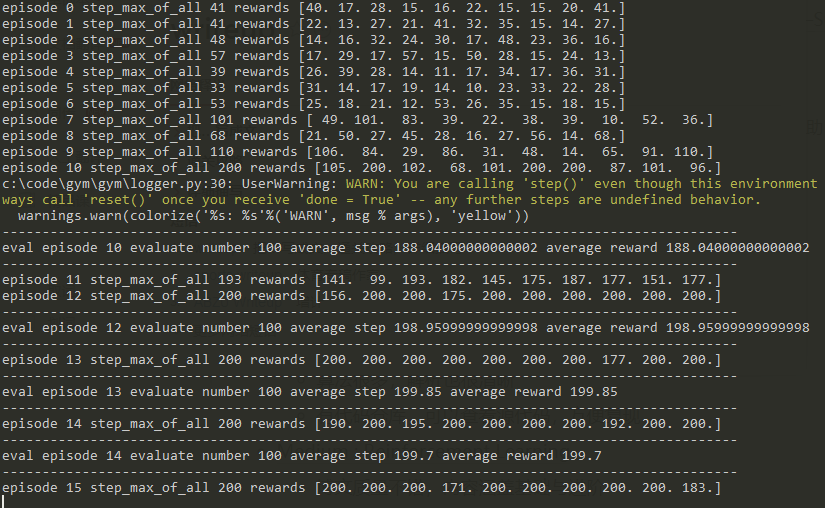 episode 0 step_max_of_all 41 rewards [40. 17. 28. 15. 16. 22. 15. 15. 20. 41.]
episode 1 step_max_of_all 41 rewards [22. 13. 27. 21. 41. 32. 35. 15. 14. 27.]
episode 2 step_max_of_all 48 rewards [14. 16. 32. 24. 30. 17. 48. 23. 36. 16.]
episode 3 step_max_of_all 57 rewards [17. 29. 17. 57. 15. 50. 28. 15. 24. 13.]
episode 4 step_max_of_all 39 rewards [26. 39. 28. 14. 11. 17. 34. 17. 36. 31.]
episode 5 step_max_of_all 33 rewards [31. 14. 17. 19. 14. 10. 23. 33. 22. 28.]
episode 6 step_max_of_all 53 rewards [25. 18. 21. 12. 53. 26. 35. 15. 18. 15.]
episode 7 step_max_of_all 101 rewards [ 49. 101.  83.  39.  22.  38.  39.  10.  52.  36.]
episode 8 step_max_of_all 68 rewards [21. 50. 27. 45. 28. 16. 27. 56. 14. 68.]
episode 9 step_max_of_all 110 rewards [106.  84.  29.  86.  31.  48.  14.  65.  91. 110.]
episode 10 step_max_of_all 200 rewards [105. 200. 102.  68. 101. 200. 200.  87. 101.  96.]
c:\code\gym\gym\logger.py:30: UserWarning: WARN: You are calling 'step()' even though this environment
ways call 'reset()' once you receive 'done = True' -- any further steps are undefined behavior.
  warnings.warn(colorize('%s: %s'%('WARN', msg % args), 'yellow'))
--------------------------------------------------------------------------------------------
eval episode 10 evaluate number 100 average step 188.04000000000002 average reward 188.04000000000002
--------------------------------------------------------------------------------------------
episode 11 step_max_of_all 193 rewards [141.  99. 193. 182. 145. 175. 187. 177. 151. 177.]
episode 12 step_max_of_all 200 rewards [156. 200. 200. 175. 200. 200. 200. 200. 200. 200.]
--------------------------------------------------------------------------------------------
eval episode 12 evaluate number 100 average step 198.95999999999998 average reward 198.95999999999998
--------------------------------------------------------------------------------------------
episode 13 step_max_of_all 200 rewards [200. 200. 200. 200. 200. 200. 200. 177. 200. 200.]
--------------------------------------------------------------------------------------------
eval episode 13 evaluate number 100 average step 199.85 average reward 199.85
--------------------------------------------------------------------------------------------
episode 14 step_max_of_all 200 rewards [190. 200. 195. 200. 200. 200. 200. 192. 200. 200.]
--------------------------------------------------------------------------------------------
eval episode 14 evaluate number 100 average step 199.7 average reward 199.7
--------------------------------------------------------------------------------------------
episode 15 step_max_of_all 200 rewards [200. 200. 200. 171. 200. 200. 200. 200. 200. 183.]